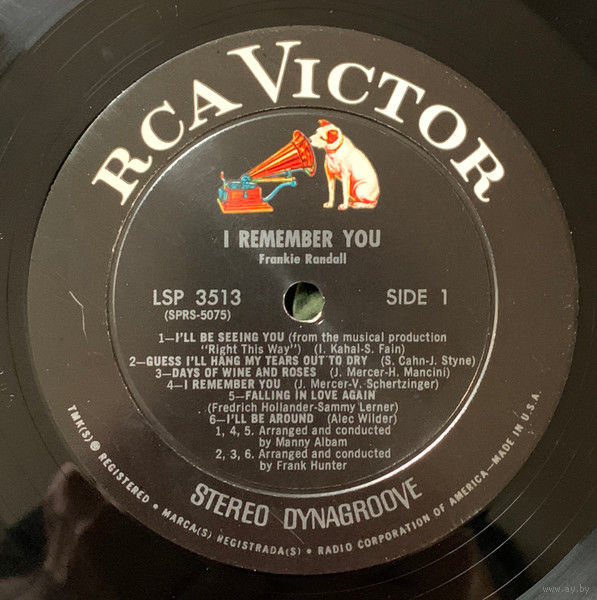 RCA VICTOR
I REMEMBER YOU
Frankie Randall
LSP 3513 SIDE 1
(SPRS-5075)
1—I'LL BE SEEING YOU (from the musical production
"Right This Way") (I. Kahal-S. Fain)
2—GUESS I'LL HANG MY TEARS OUT TO DRY (S. Cahn-J. Styne)
3—DAYS OF WINE AND ROSES (J. Mercer-H. Mancini)
4—I REMEMBER YOU (J. Mercer-V. Schertzinger)
5—FALLING IN LOVE AGAIN
(Fredrich Hollander-Sammy Lerner)
6—I'LL BE AROUND (Alec Wilder)
1, 4, 5. Arranged and conducted
by Manny Albam
2, 3, 6. Arranged and conducted
by Frank Hunter
STEREO DYNAGROOVE
TMK(S) ® REGISTERED • MARCA(S) REGISTRADA(S) • RADIO CORPORATION OF AMERICA—MADE IN U.S.A.
www.ay.by